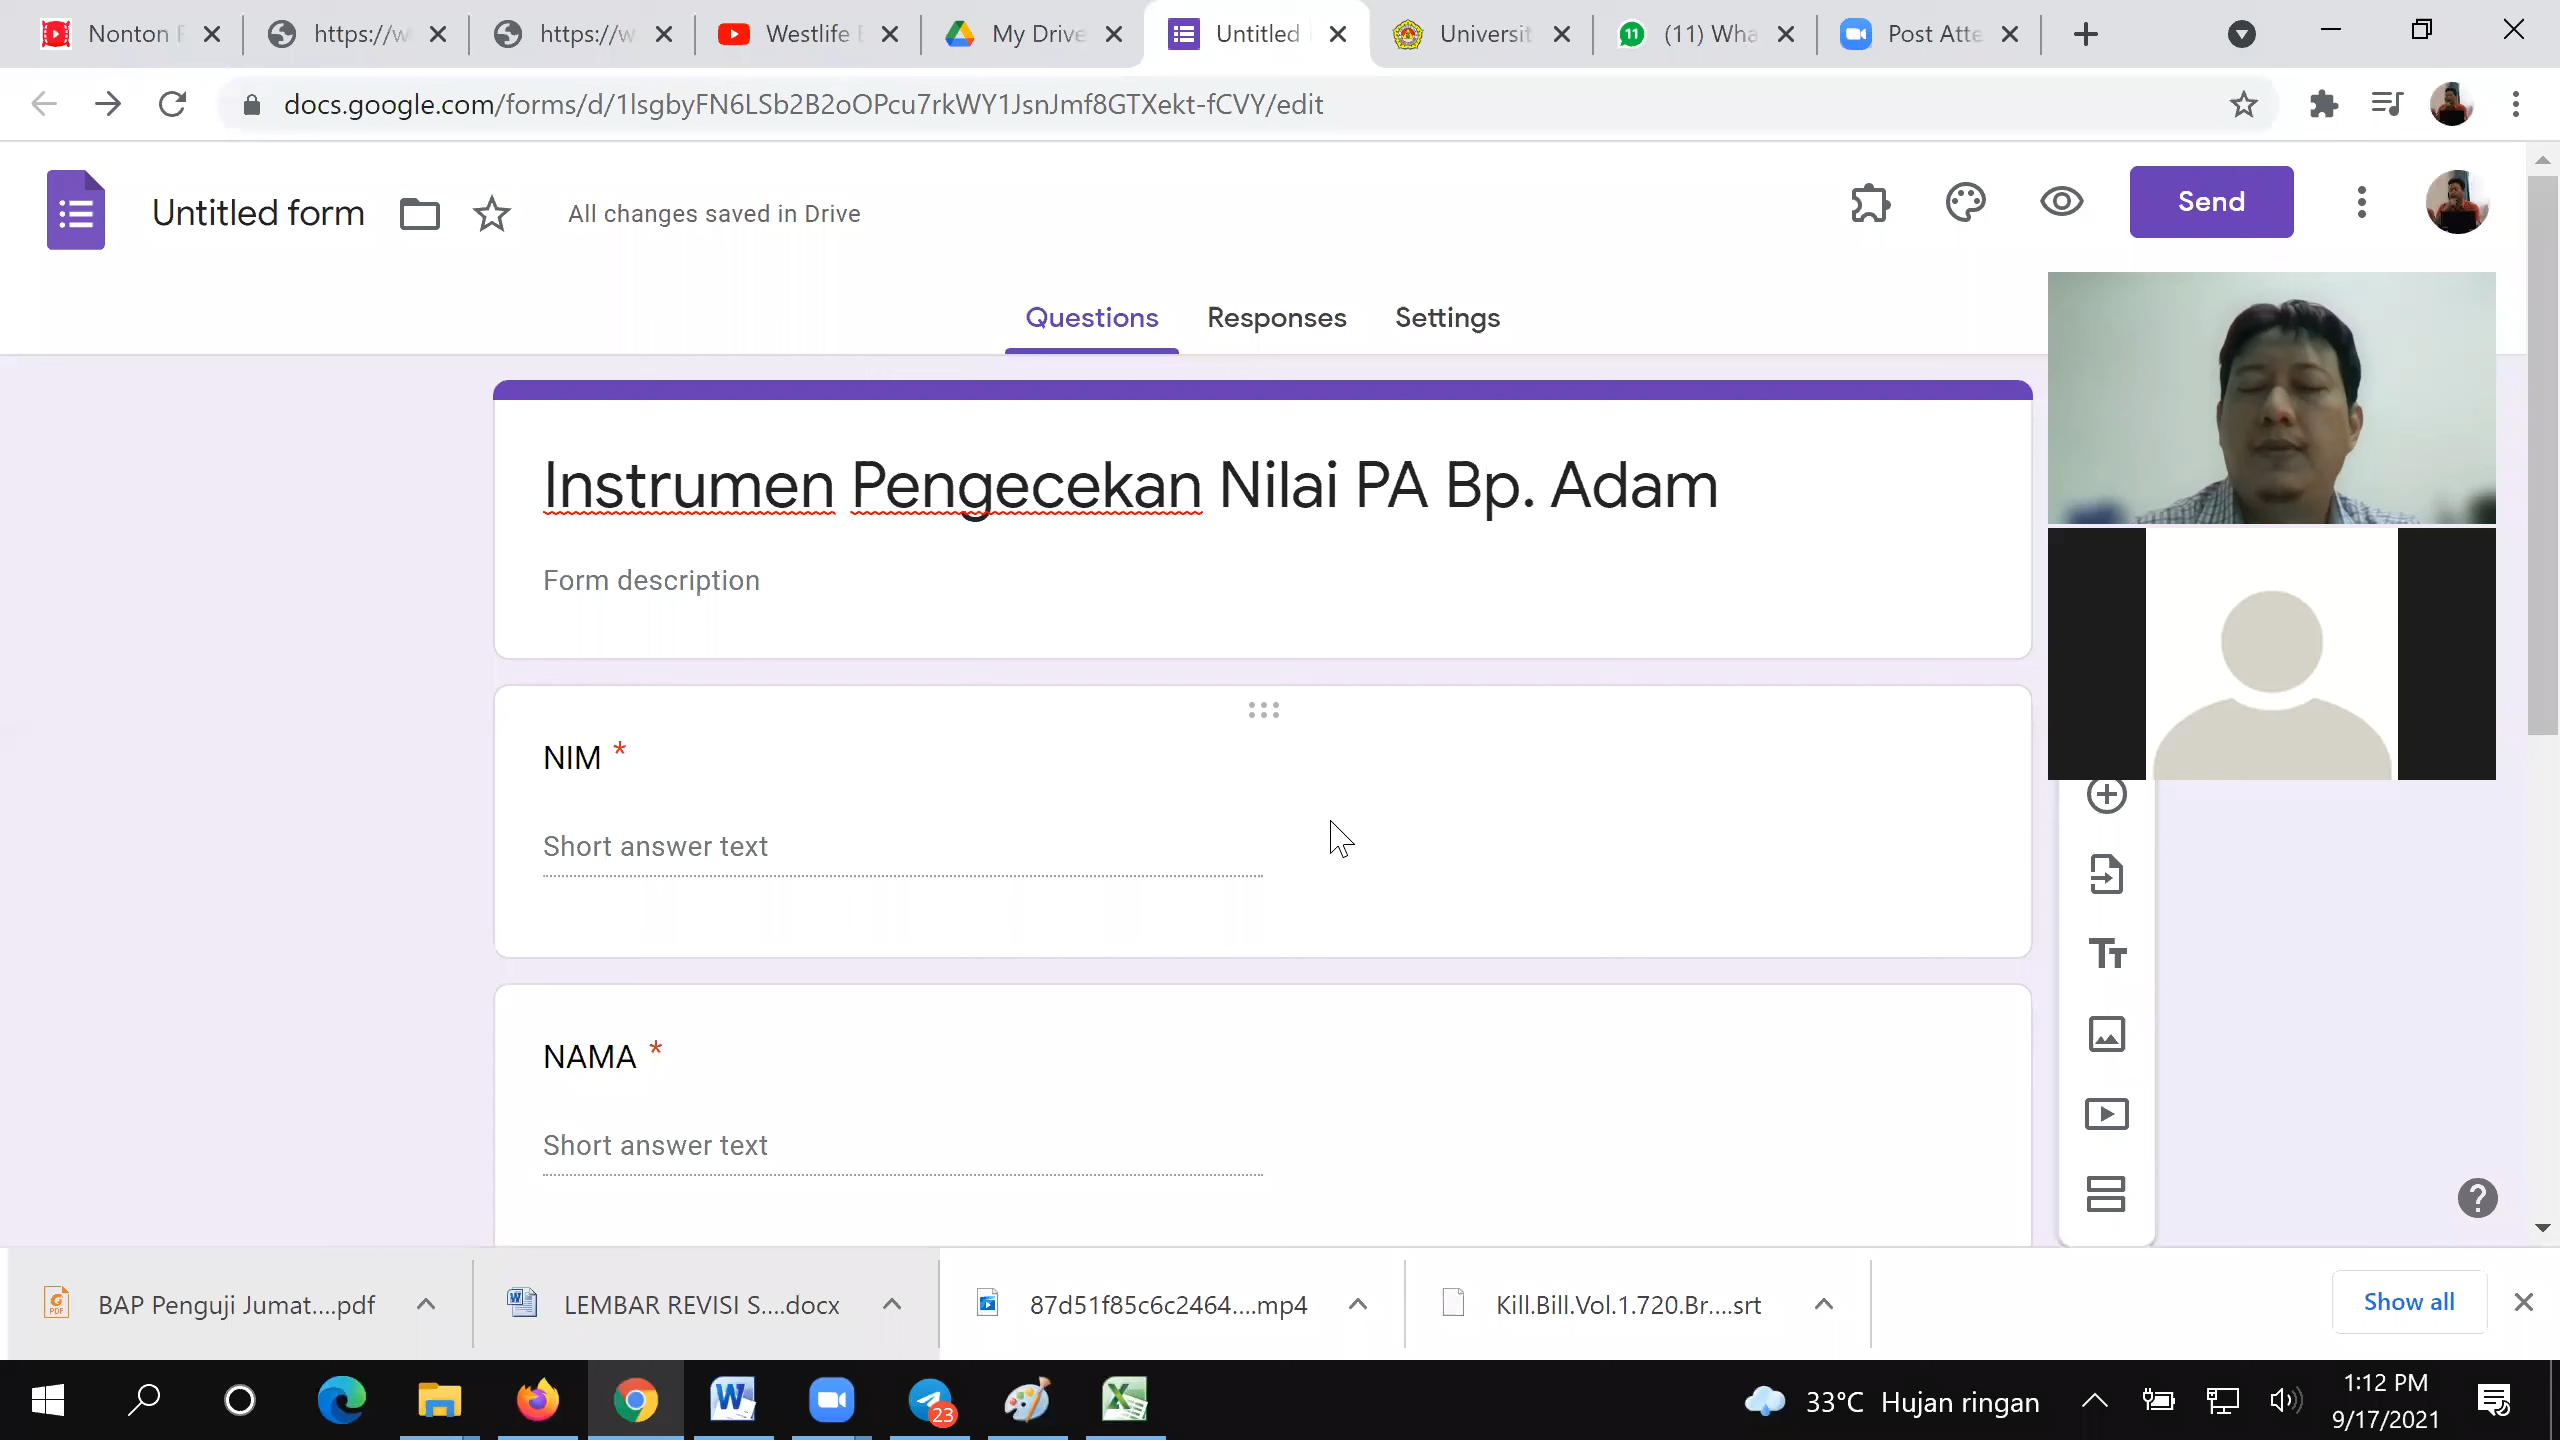 Nonton F
https://w
https://w
Westlife E
My Drive
Untitled
Universit
11
(11) Wha
Post Atte
docs.google.com/forms/d/1lsgbyFN6LSb2B2oOPcu7rkWY1JsnJmf8GTXekt-fCVY/edit
Untitled form
All changes saved in Drive
Send
Questions
Responses
Settings
Instrumen Pengecekan Nilai PA Bp. Adam
Form description
NIM *
Short answer text
NAMA *
Short answer text
BAP Penguji Jumat....pdf
LEMBAR REVISI S....docx
87d51f85c6c2464....mp4
Kill.Bill.Vol.1.720.Br....srt
Show all
23
33°C Hujan ringan
1:12 PM
9/17/2021